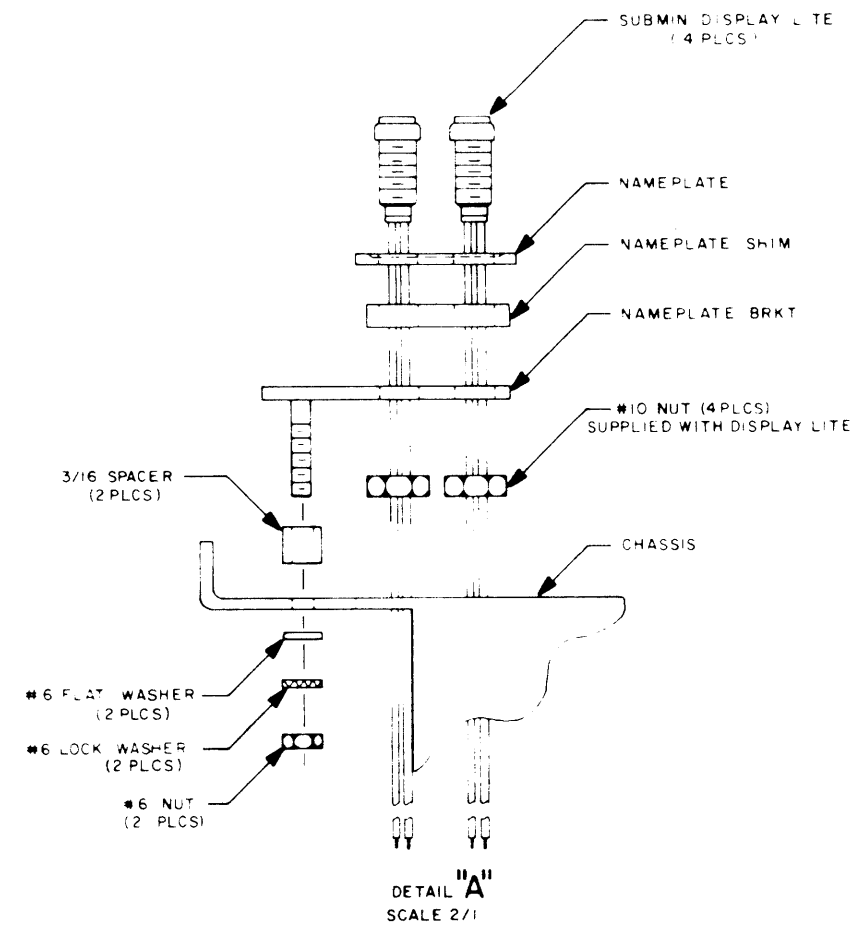 SUBMIN DISPLAY LITE
(4 PLCS)
NAMEPLATE
NAMEPLATE SHIM
NAMEPLATE BRKT
#10 NUT (4 PLCS)
SUPPLIED WITH DISPLAY LITE
3/16 SPACER
(2 PLCS)
CHASSIS
#6 FLAT WASHER
(2 PLCS)
#6 LOCK WASHER
(2 PLCS)
#6 NUT
(2 PLCS)
DETAIL "A"
SCALE 2/1